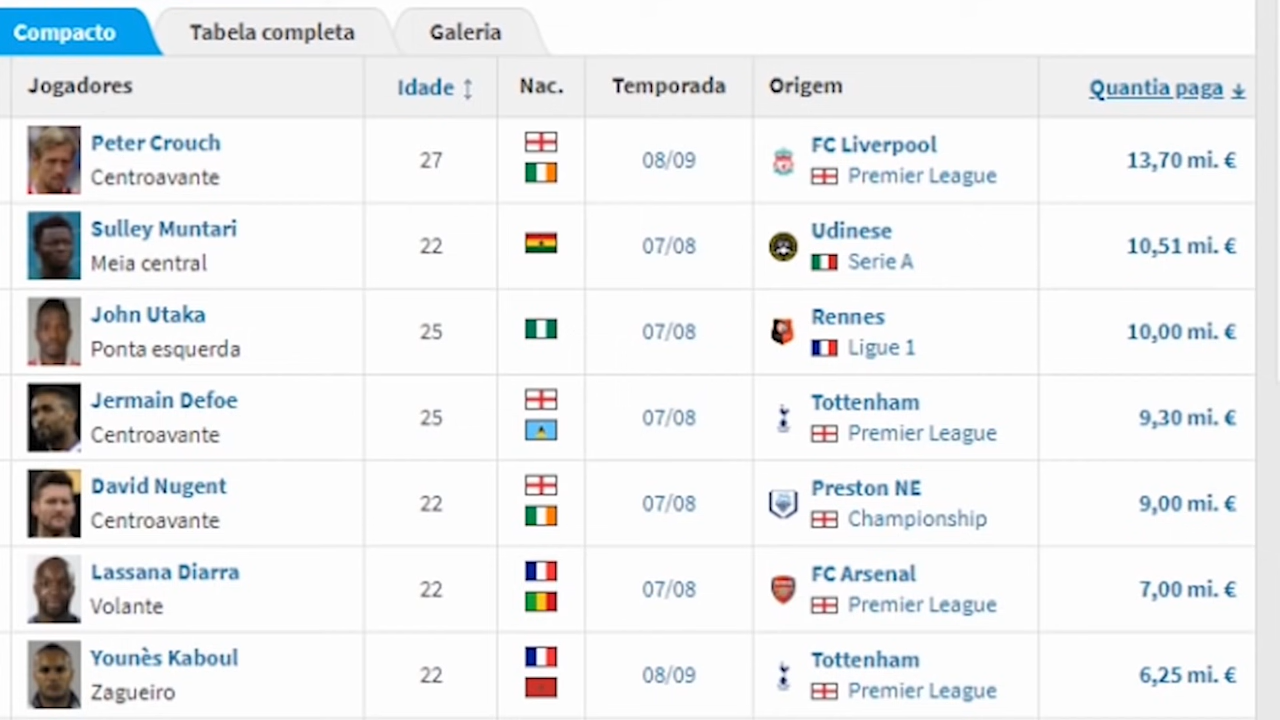 Compacto Tabela completa Galeria
Jogadores Idade Nac. Temporada Origem Quantia paga
Peter Crouch
Centroavante
27 08/09
FC Liverpool
Premier League
13,70 mi. €
Sulley Muntari
Meia central
22 07/08
Udinese
Serie A
10,51 mi. €
John Utaka
Ponta esquerda
25 07/08
Rennes
Ligue 1
10,00 mi. €
Jermain Defoe
Centroavante
25 07/08
Tottenham
Premier League
9,30 mi. €
David Nugent
Centroavante
22 07/08
Preston NE
Championship
9,00 mi. €
Lassana Diarra
Volante
22 07/08
FC Arsenal
Premier League
7,00 mi. €
Younès Kaboul
Zagueiro
22 08/09
Tottenham
Premier League
6,25 mi. €